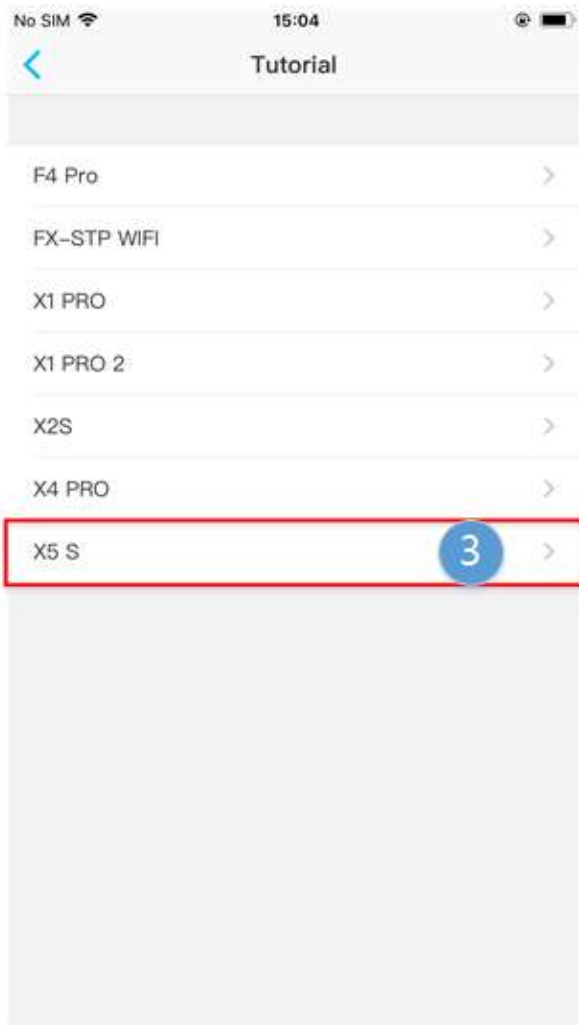 No SIM 15:04
Tutorial
F4 Pro
FX-STP WIFI
X1 PRO
X1 PRO 2
X2S
X4 PRO
X5 S 3